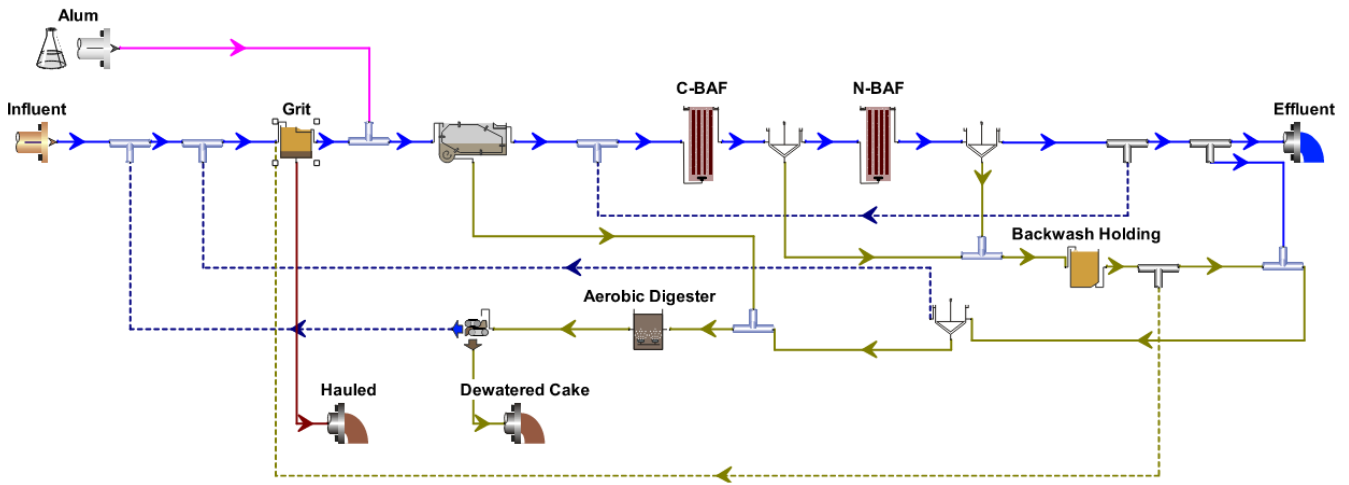 Alum
Influent
Grit
C-BAF
N-BAF
Effluent
Backwash Holding
Aerobic Digester
Hauled
Dewatered Cake